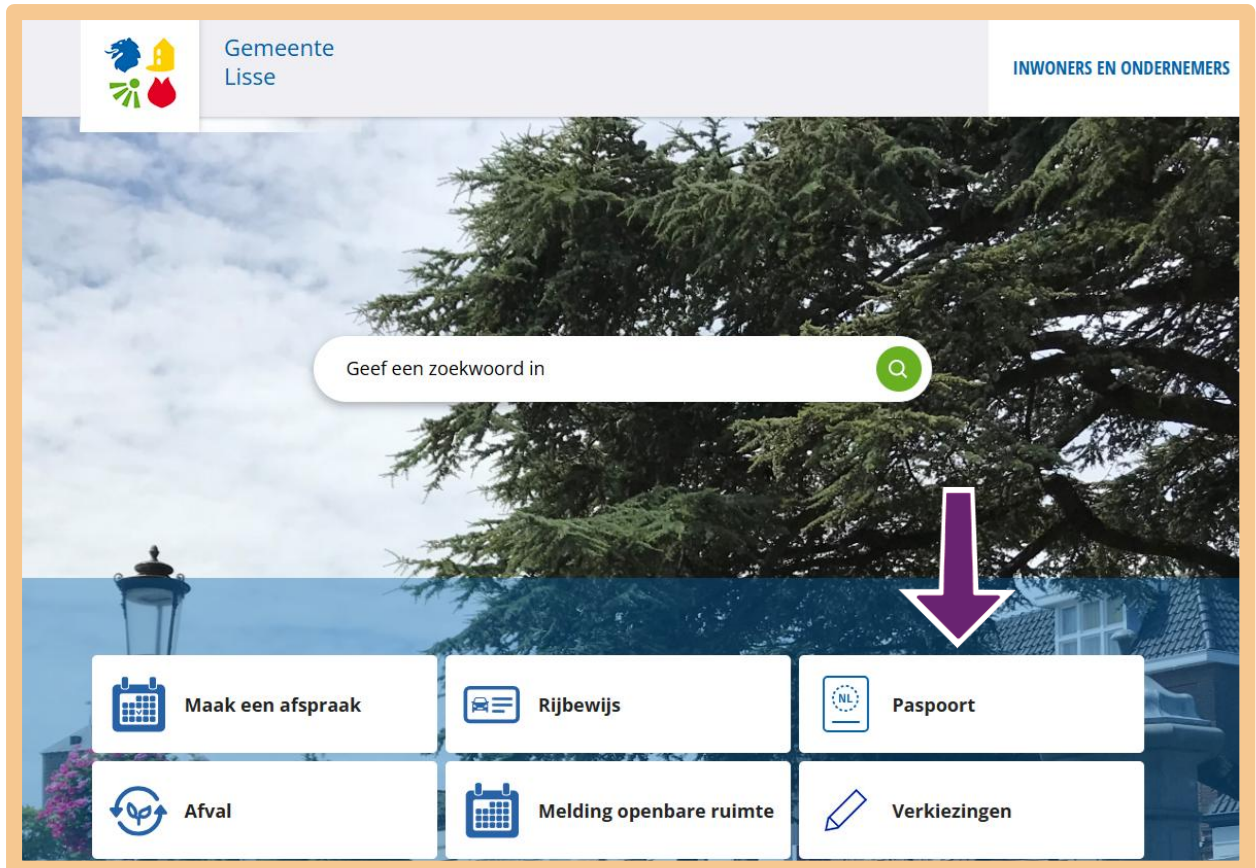 Gemeente
Lisse
INWONERS EN ONDERNEMERS
Geef een zoekwoord in
Maak een afspraak
Rijbewijs
NL
Paspoort
Afval
Melding openbare ruimte
Verkiezingen